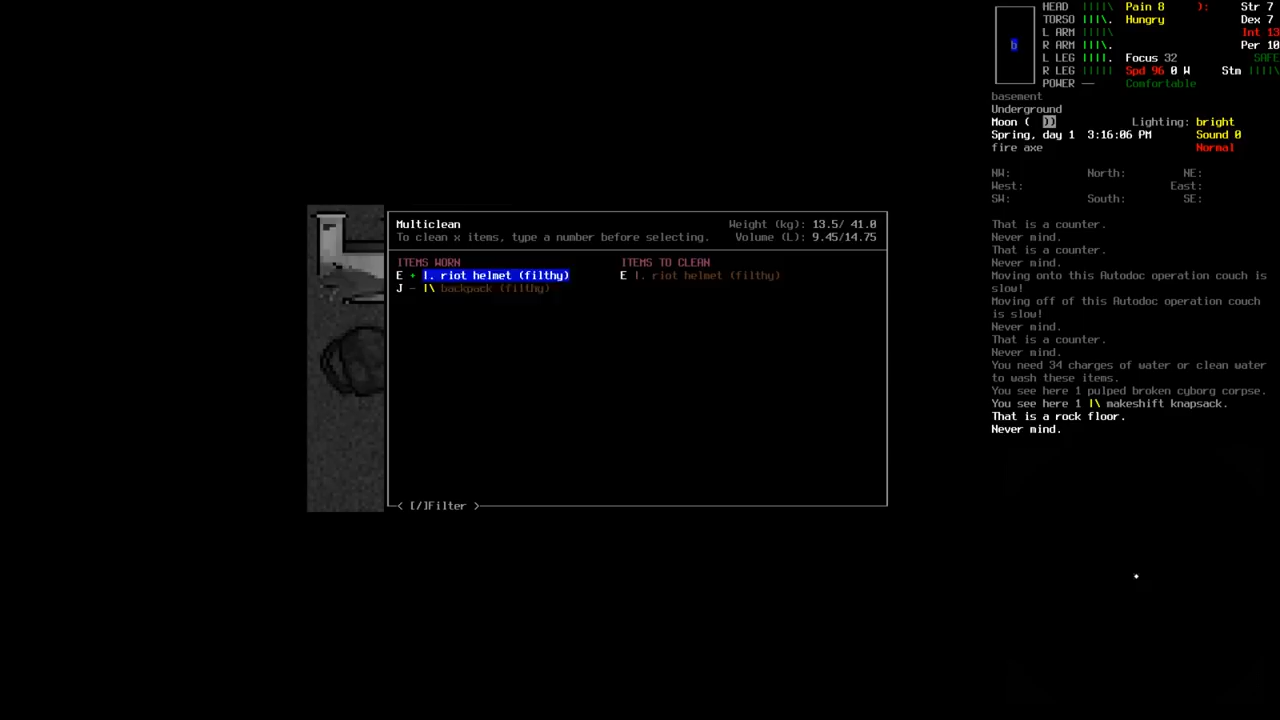 HEAD ||||\ Pain 8 ): Str 7
TORSO |||\. Hungry Dex 7
L ARM ||||\ Int 13
R ARM |||\. Per 10
L LEG ||||. Focus 32 SAFE
R LEG ||||| Spd 96 0 W Stm ||||\
POWER — Comfortable
b
basement
Underground
Moon ( )) Lighting: bright
Spring, day 1 3:16:06 PM Sound 0
fire axe Normal
NW: North: NE:
West: East:
SW: South: SE:
That is a counter.
Never mind.
That is a counter.
Never mind.
Moving onto this Autodoc operation couch is
slow!
Moving off of this Autodoc operation couch
is slow!
Never mind.
That is a counter.
Never mind.
You need 34 charges of water or clean water
to wash these items.
You see here 1 pulped broken cyborg corpse.
You see here 1 |\ makeshift knapsack.
That is a rock floor.
Never mind.
Multiclean Weight (kg): 13.5/ 41.0
To clean x items, type a number before selecting. Volume (L): 9.45/14.75
ITEMS WORN ITEMS TO CLEAN
E + l. riot helmet (filthy) E l. riot helmet (filthy)
J - |\ backpack (filthy)
< [/]Filter >